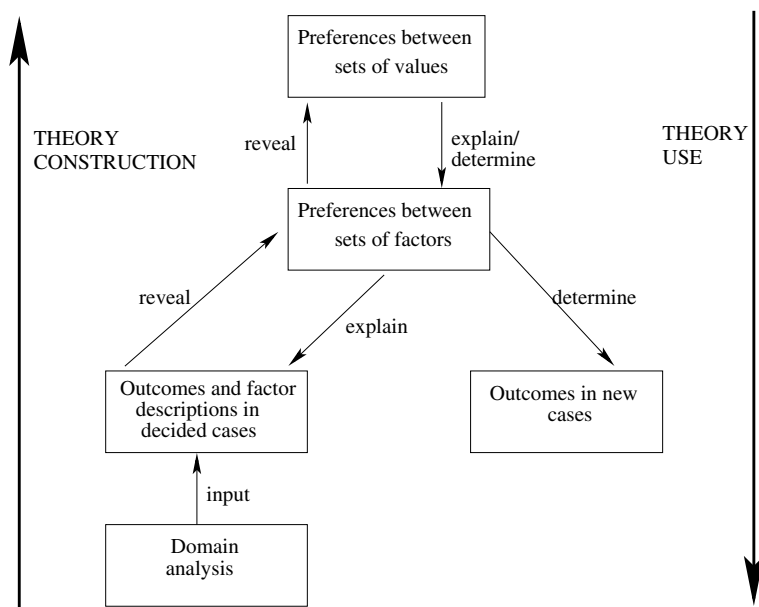 Preferences between
sets of values
THEORY
CONSTRUCTION
reveal
explain/
determine
THEORY
USE
Preferences between
sets of factors
reveal
explain
determine
Outcomes and factor
descriptions in
decided cases
Outcomes in new
cases
input
Domain
analysis